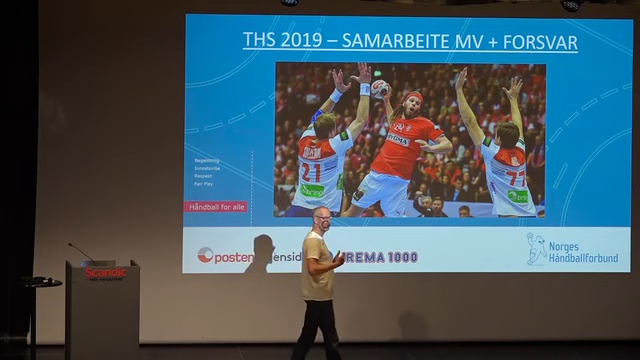 THS 2019 – SAMARBEITE MV + FORSVAR
21
77
Begeistring
Innsatsvilje
Respekt
Fair Play
Håndball for alle
posten
ensid
REMA 1000
Norges
Håndballforbund
Scandic